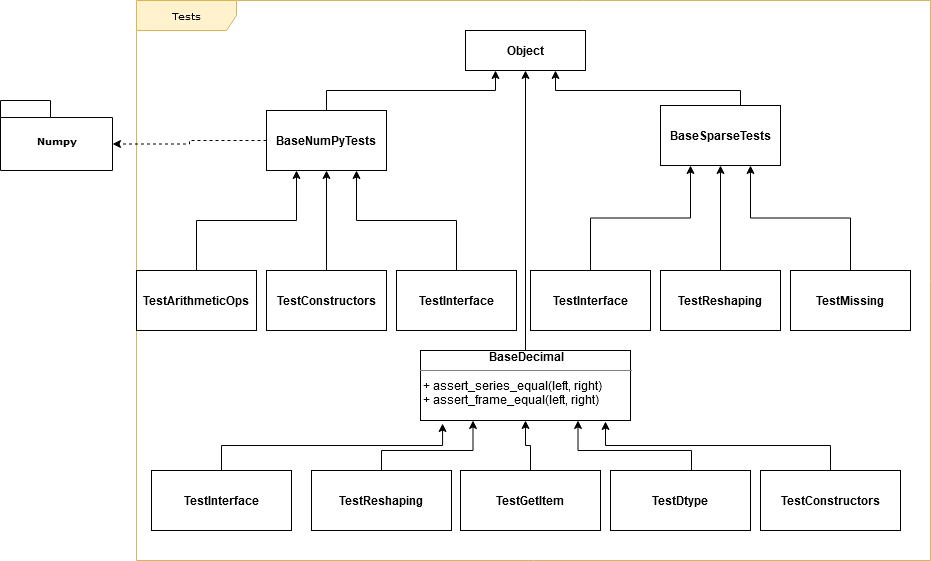 Tests
Object
BaseNumPyTests
BaseSparseTests
Numpy
TestArithmeticOps
TestConstructors
TestInterface
TestInterface
TestReshaping
TestMissing
BaseDecimal
+ assert_series_equal(left, right)
+ assert_frame_equal(left, right)
TestInterface
TestReshaping
TestGetItem
TestDtype
TestConstructors